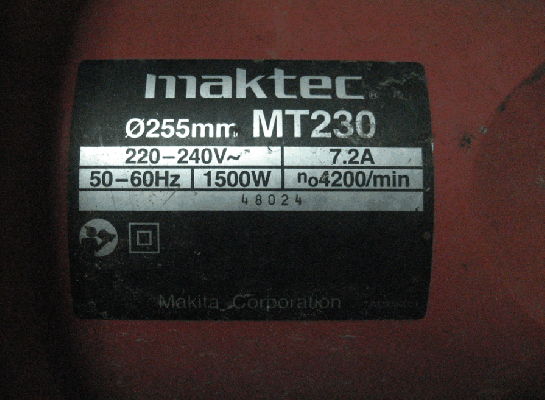 maktec
Ø255mm MT230
220-240V~ 7.2A
50-60Hz 1500W no4200/min
48024
Makita Corporation